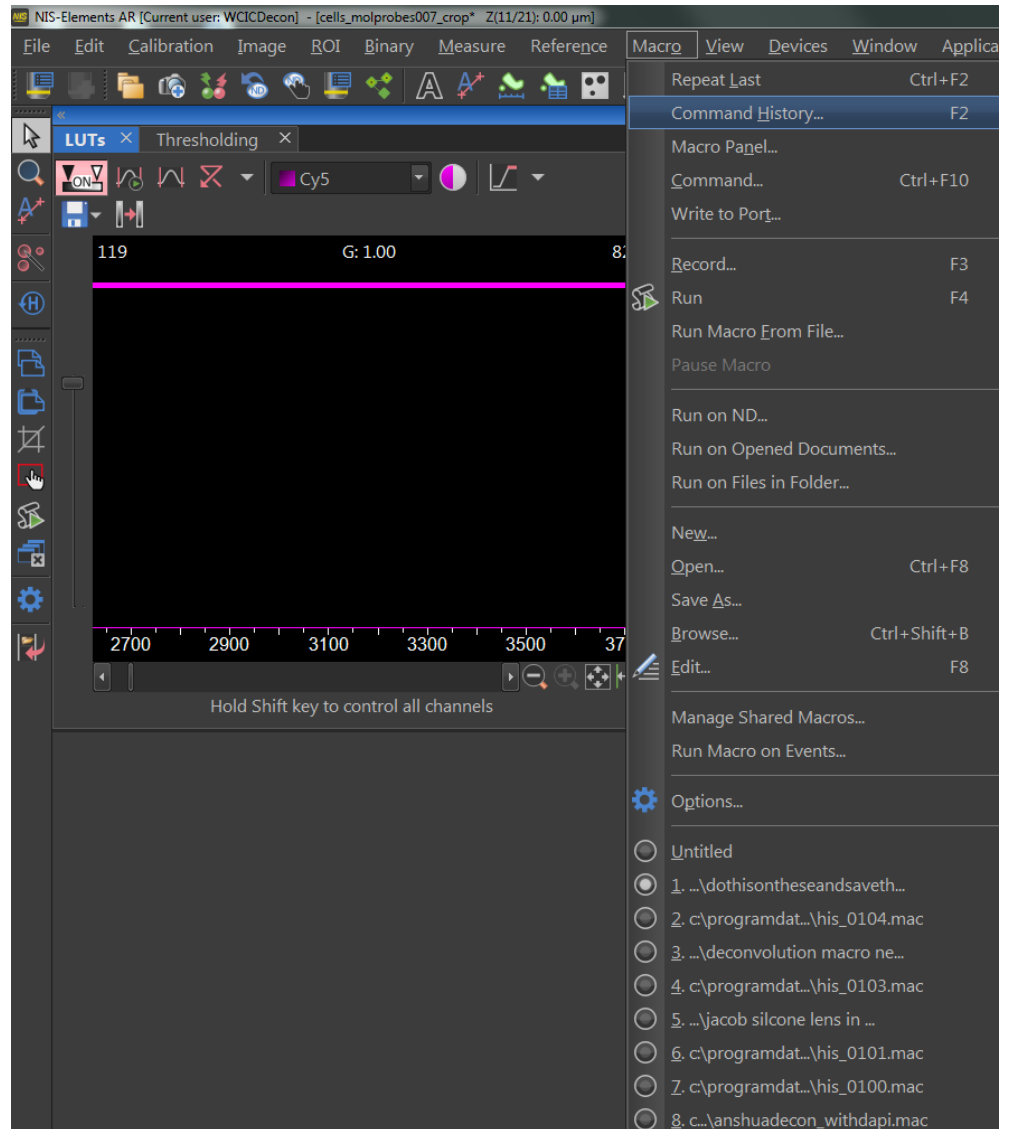 NIS NIS-Elements AR [Current user: WCICDecon] - [cells_molprobes007_crop* Z(11/21): 0.00 µm]
File Edit Calibration Image ROI Binary Measure Reference Macro View Devices Window Applica
LUTs Thresholding
ON Cy5
119 G: 1.00 82
2700 2900 3100 3300 3500 37
Hold Shift key to control all channels
Repeat Last Ctrl+F2
Command History... F2
Macro Panel...
Command... Ctrl+F10
Write to Port...
Record... F3
Run F4
Run Macro From File...
Pause Macro
Run on ND...
Run on Opened Documents...
Run on Files in Folder...
New...
Open... Ctrl+F8
Save As...
Browse... Ctrl+Shift+B
Edit... F8
Manage Shared Macros...
Run Macro on Events...
Options...
Untitled
1. ...\dothisontheseandsaveth...
2. c:\programdat...\his_0104.mac
3. ...\deconvolution macro ne...
4. c:\programdat...\his_0103.mac
5. ...\jacob silcone lens in ...
6. c:\programdat...\his_0101.mac
7. c:\programdat...\his_0100.mac
8. c...\anshuadecon_withdapi.mac